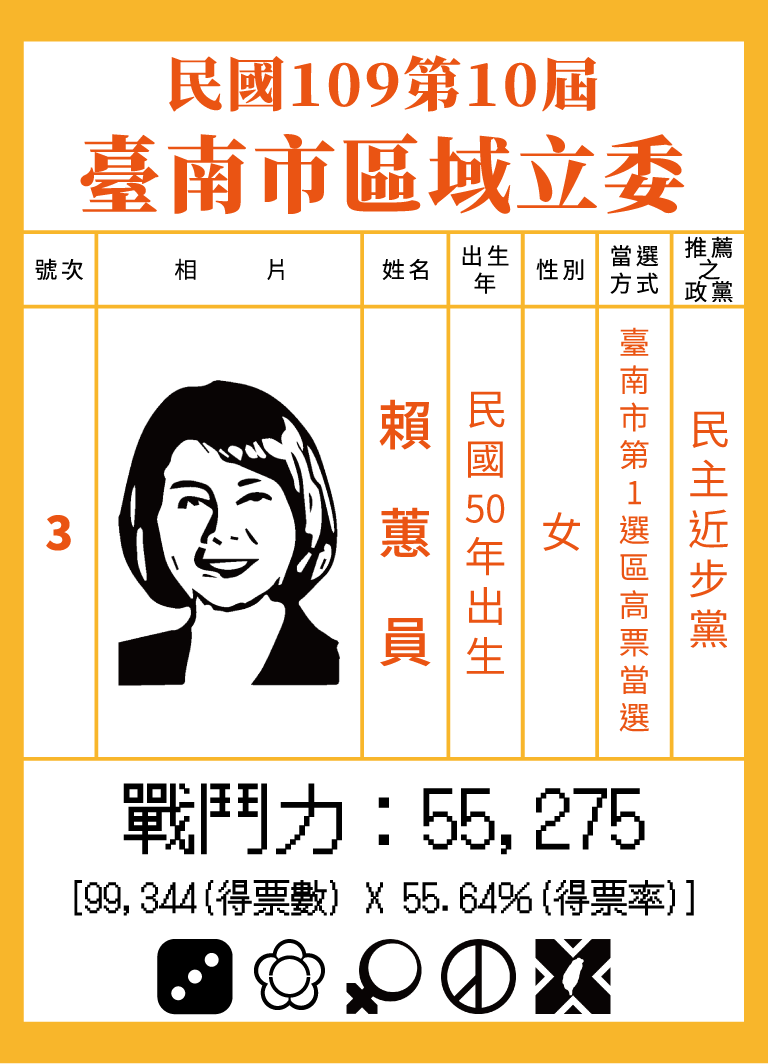 民國109第10屆
臺南市區域立委
號次
相片
姓名
出生年
性別
當選方式
推薦之政黨
3
賴蕙員
民國50年出生
女
臺南市第1選區高票當選
民主近步黨
戰鬥力：55,275
[99,344(得票數) X 55.64%(得票率)]